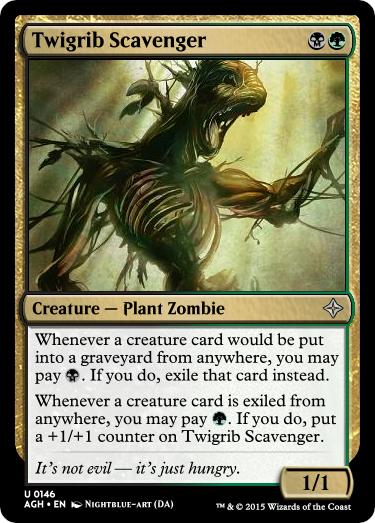 Twigrib Scavenger
Creature — Plant Zombie
Whenever a creature card would be put
into a graveyard from anywhere, you may
pay . If you do, exile that card instead.
Whenever a creature card is exiled from
anywhere, you may pay . If you do, put
a +1/+1 counter on Twigrib Scavenger.
It's not evil — it's just hungry.
1/1
U 0146
AGH • EN Nightblue-art (DA)
™ & © 2015 Wizards of the Coast